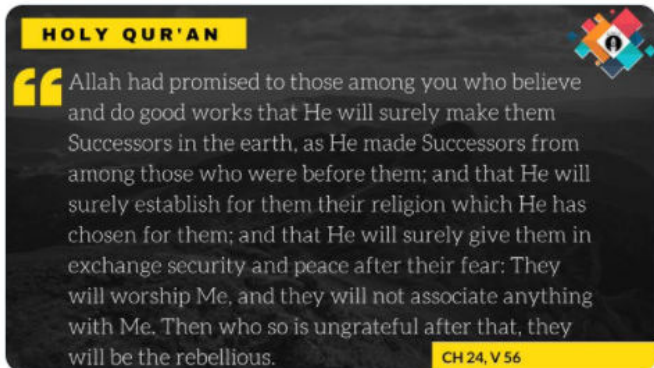 HOLY QUR'AN
Allah had promised to those among you who believe
and do good works that He will surely make them
Successors in the earth, as He made Successors from
among those who were before them; and that He will
surely establish for them their religion which He has
chosen for them; and that He will surely give them in
exchange security and peace after their fear: They
will worship Me, and they will not associate anything
with Me. Then who so is ungrateful after that, they
will be the rebellious.
CH 24, V 56